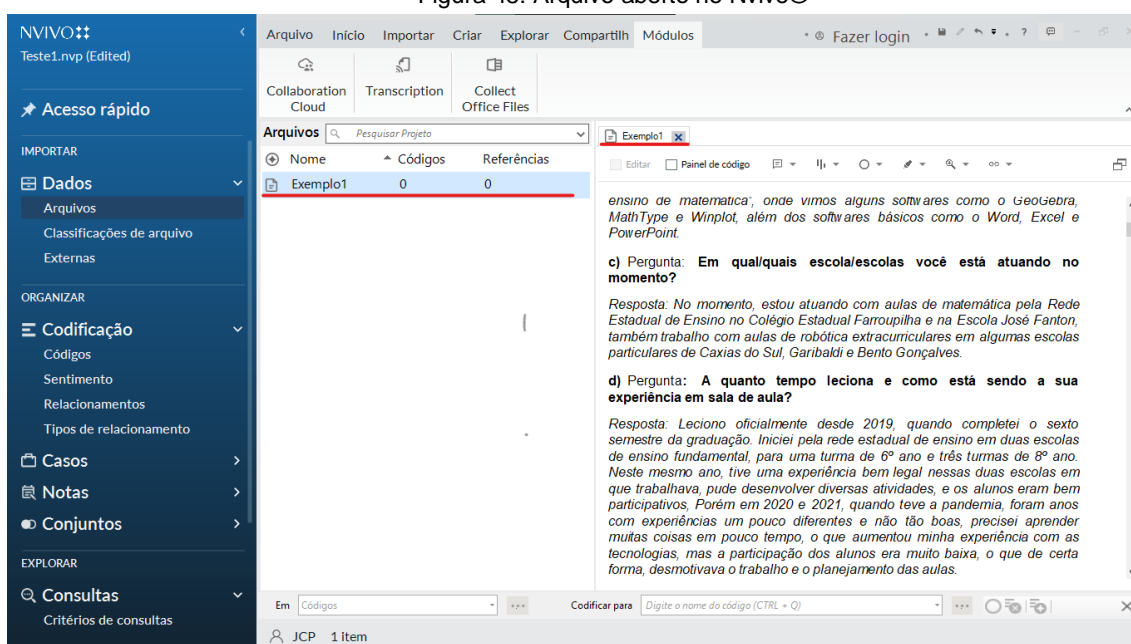 Figura 43: Arquivo aberto no Nvivo©
NVIVO
Teste1.nvp (Edited)
Acesso rápido
IMPORTAR
Dados
Arquivos
Classificações de arquivo
Externas
ORGANIZAR
Codificação
Códigos
Sentimento
Relacionamentos
Tipos de relacionamento
Casos
Notas
Conjuntos
EXPLORAR
Consultas
Critérios de consultas
Arquivo Início Importar Criar Explorar Compartilh Módulos
Fazer login
Collaboration Cloud
Transcription
Collect Office Files
Arquivos Pesquisar Projeto
Nome Códigos Referências
Exemplo1 0 0
Exemplo1
Editar Painel de código
ensino de matemática', onde vimos alguns softwares como o GeoGebra,
MathType e Winplot, além dos softwares básicos como o Word, Excel e
PowerPoint.
c) Pergunta: Em qual/quais escola/escolas você está atuando no
momento?
Resposta: No momento, estou atuando com aulas de matemática pela Rede
Estadual de Ensino no Colégio Estadual Farroupilha e na Escola José Fanton,
também trabalho com aulas de robótica extracurriculares em algumas escolas
particulares de Caxias do Sul, Garibaldi e Bento Gonçalves.
d) Pergunta: A quanto tempo leciona e como está sendo a sua
experiência em sala de aula?
Resposta: Leciono oficialmente desde 2019, quando completei o sexto
semestre da graduação. Iniciei pela rede estadual de ensino em duas escolas
de ensino fundamental, para uma turma de 6º ano e três turmas de 8º ano.
Neste mesmo ano, tive uma experiência bem legal nessas duas escolas em
que trabalhava, pude desenvolver diversas atividades, e os alunos eram bem
participativos, Porém em 2020 e 2021, quando teve a pandemia, foram anos
com experiências um pouco diferentes e não tão boas, precisei aprender
muitas coisas em pouco tempo, o que aumentou minha experiência com as
tecnologias, mas a participação dos alunos era muito baixa, o que de certa
forma, desmotivava o trabalho e o planejamento das aulas.
Em Códigos
Codificar para Digite o nome do código (CTRL + Q)
JCP 1 item